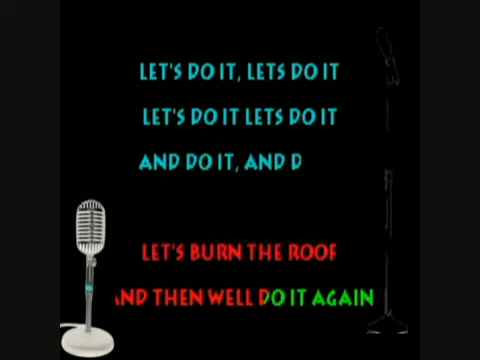 LET'S DO IT, LETS DO IT
LET'S DO IT LETS DO IT
AND DO IT, AND D
LET'S BURN THE ROOF
AND THEN WELL DO IT AGAIN